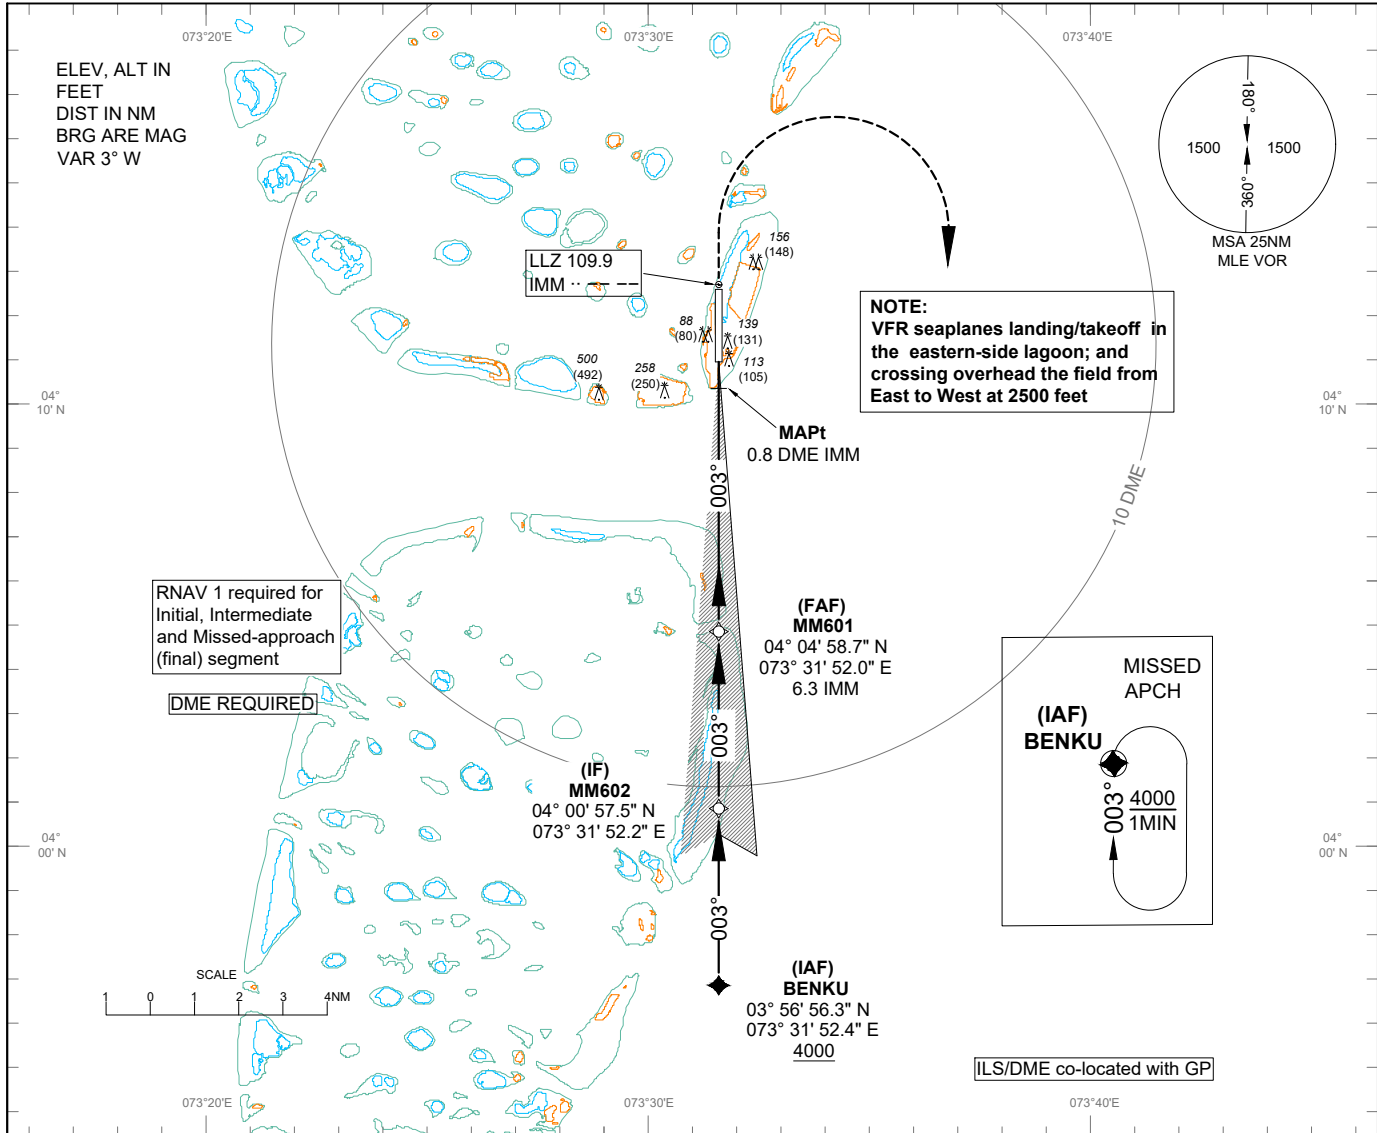 073°20'E
073°30'E
073°40'E
ELEV, ALT IN
FEET
DIST IN NM
BRG ARE MAG
VAR 3° W
180°
1500
1500
360°
MSA 25NM
MLE VOR
156
(148)
LLZ 109.9
IMM
88
(80)
139
(131)
113
(105)
500
(492)
258
(250)
NOTE:
VFR seaplanes landing/takeoff in
the eastern-side lagoon; and
crossing overhead the field from
East to West at 2500 feet
04°
10' N
04°
10' N
MAPt
0.8 DME IMM
003°
10 DME
RNAV 1 required for
Initial, Intermediate
and Missed-approach
(final) segment
DME REQUIRED
(FAF)
MM601
04° 04' 58.7" N
073° 31' 52.0" E
6.3 IMM
003°
(IF)
MM602
04° 00' 57.5" N
073° 31' 52.2" E
MISSED
APCH
(IAF)
BENKU
003°
4000
1MIN
04°
00' N
04°
00' N
003°
(IAF)
BENKU
03° 56' 56.3" N
073° 31' 52.4" E
4000
SCALE
1 0 1 2 3 4NM
ILS/DME co-located with GP
073°20'E
073°30'E
073°40'E